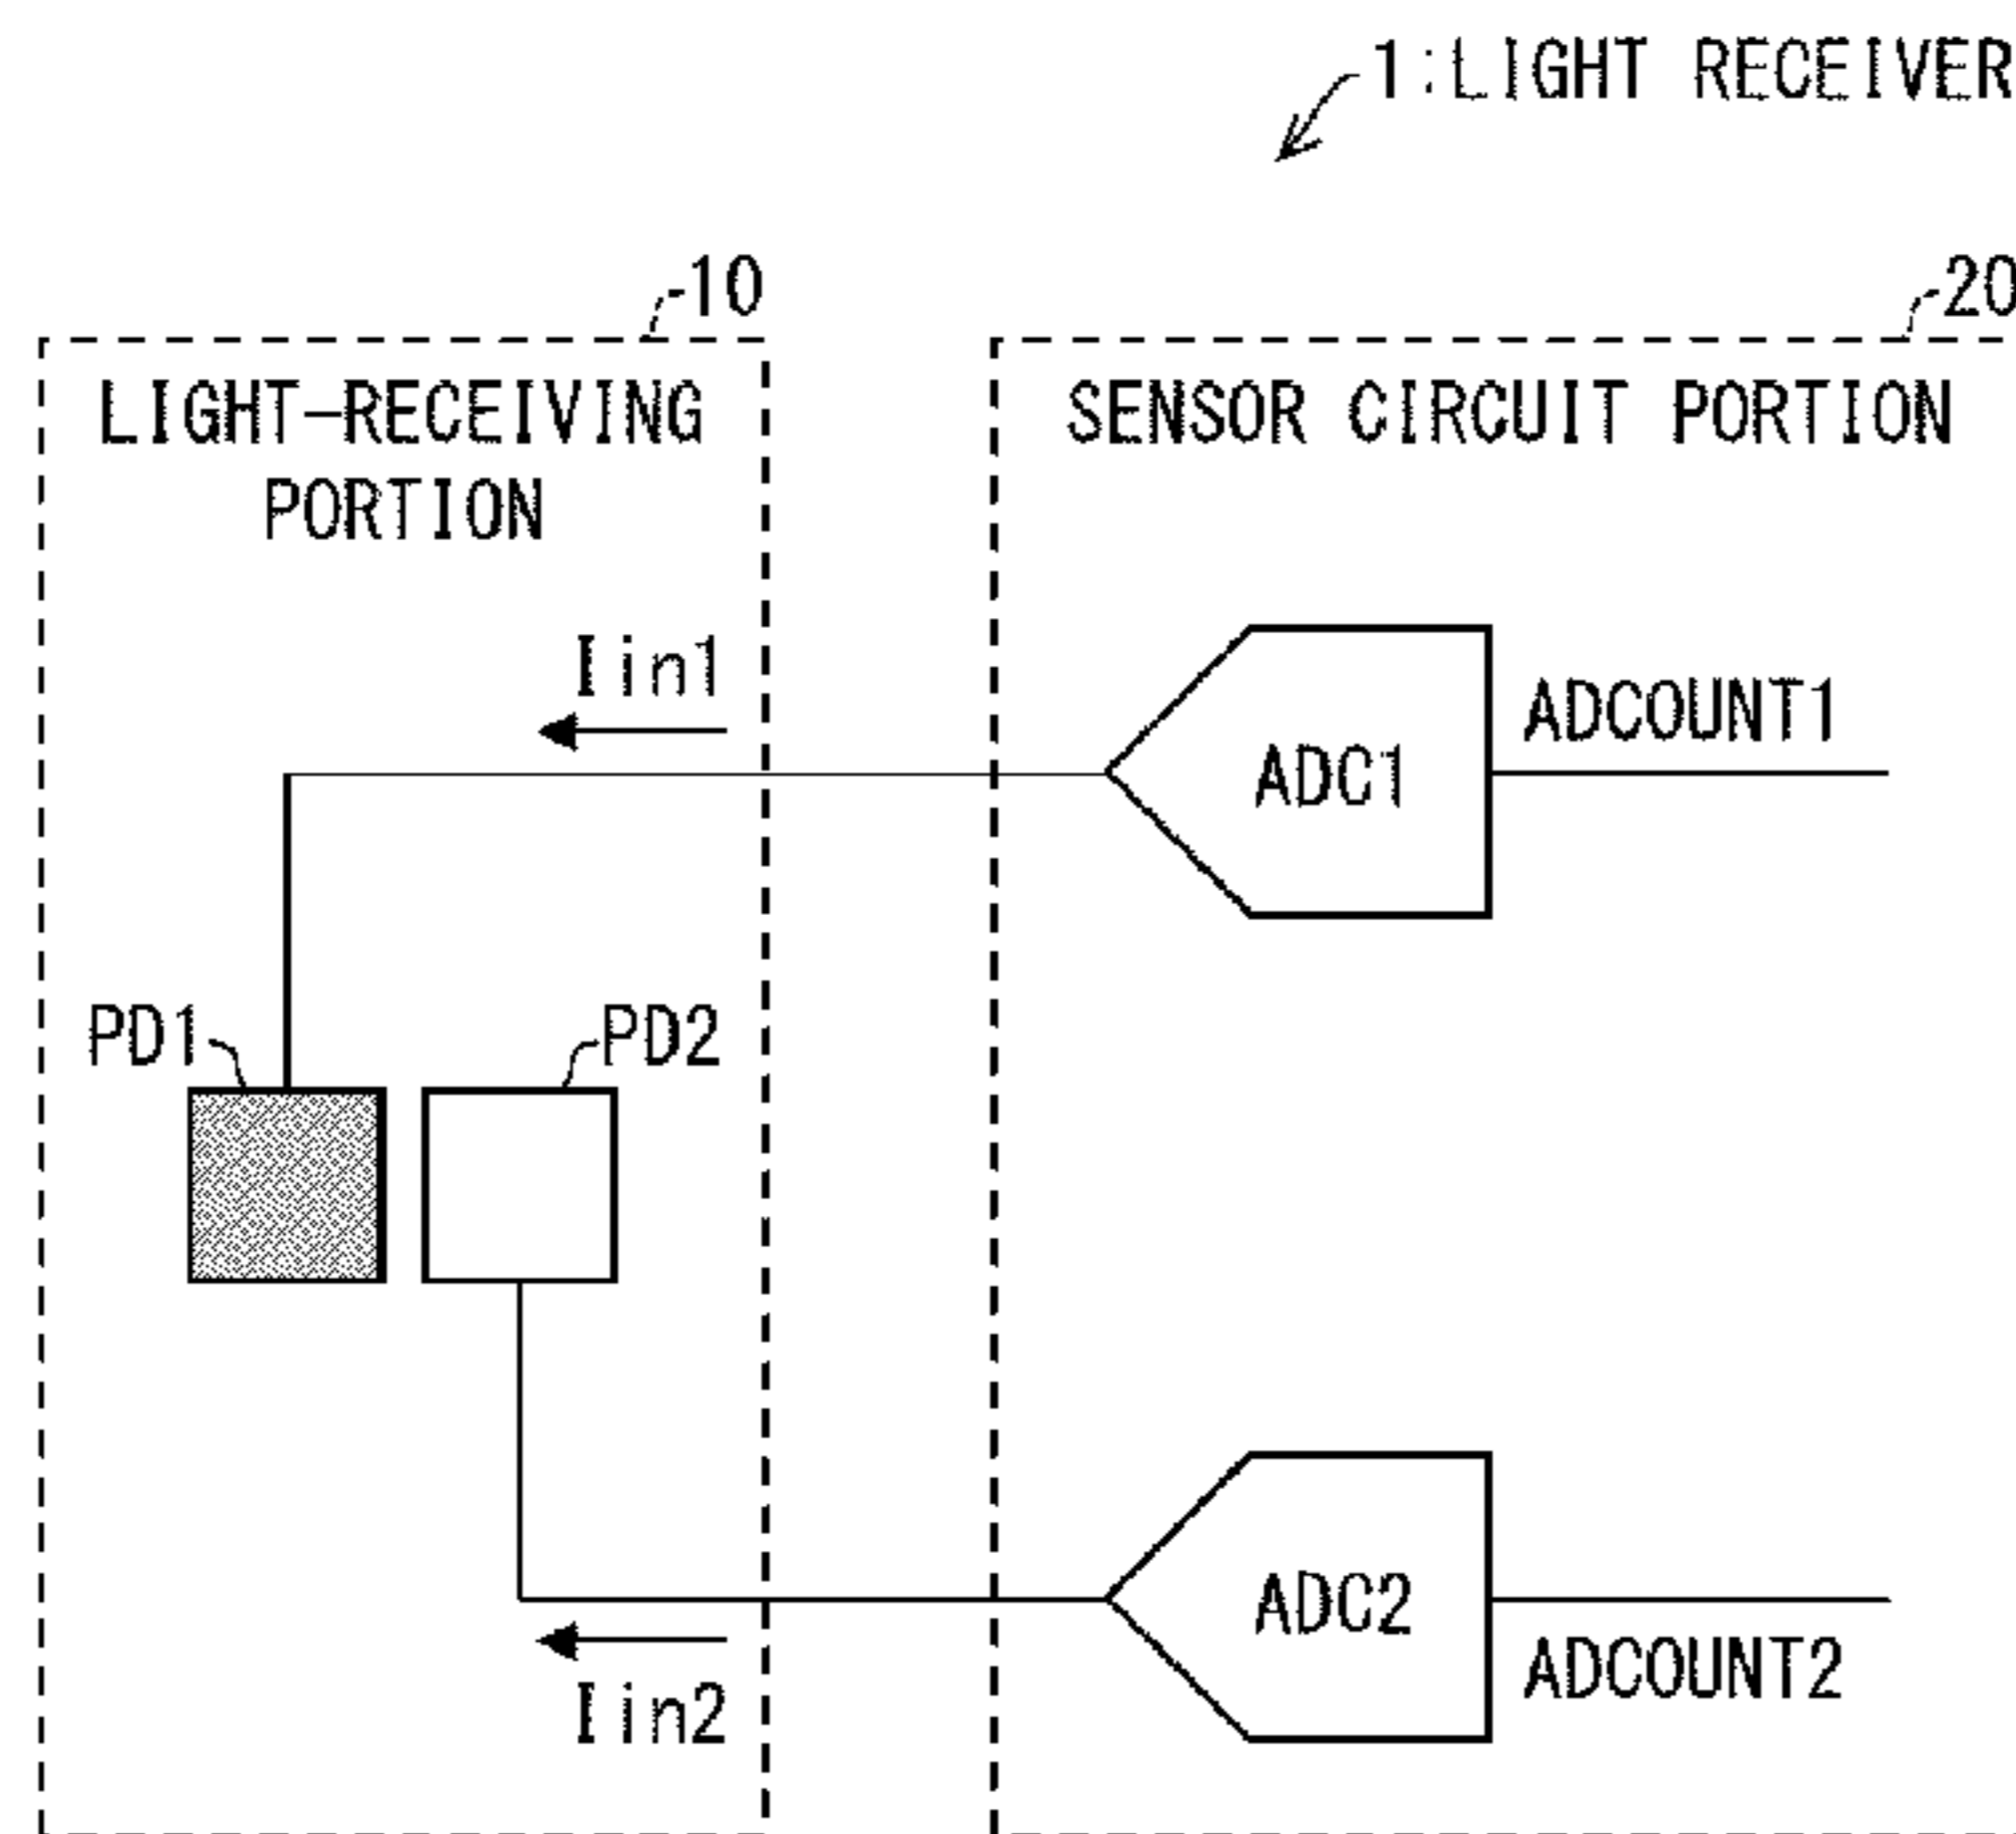 1:LIGHT RECEIVER
10
20
LIGHT-RECEIVING
PORTION
SENSOR CIRCUIT PORTION
Iin1
ADCOUNT1
ADC1
PD1
PD2
ADC2
Iin2
ADCOUNT2